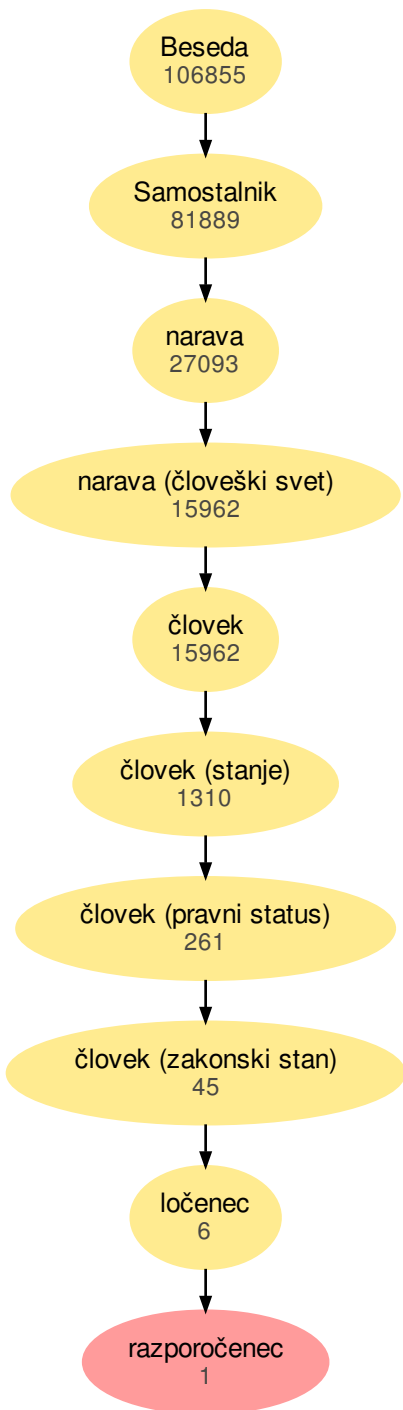 Beseda
106855
Samostalnik
81889
narava
27093
narava (človeški svet)
15962
človek
15962
človek (stanje)
1310
človek (pravni status)
261
človek (zakonski stan)
45
ločenec
6
razporočenec
1